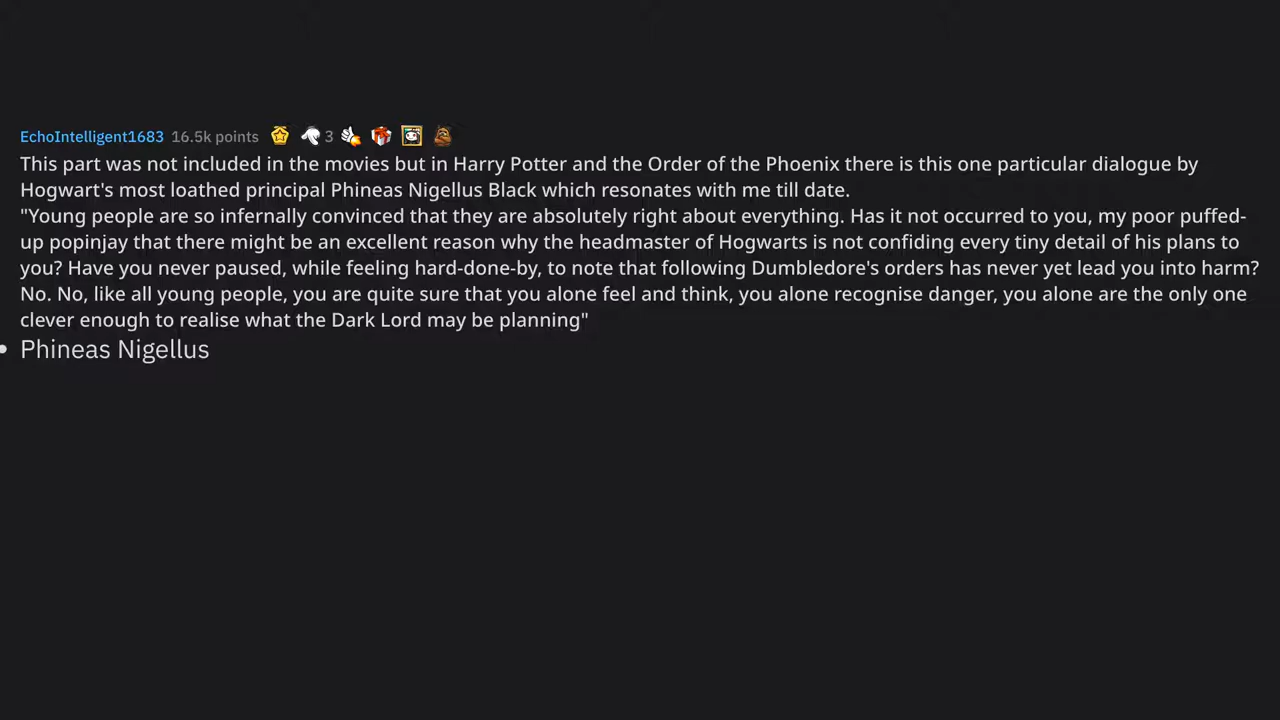 EchoIntelligent1683 16.5k points 3
This part was not included in the movies but in Harry Potter and the Order of the Phoenix there is this one particular dialogue by
Hogwart's most loathed principal Phineas Nigellus Black which resonates with me till date.
"Young people are so infernally convinced that they are absolutely right about everything. Has it not occurred to you, my poor puffed-
up popinjay that there might be an excellent reason why the headmaster of Hogwarts is not confiding every tiny detail of his plans to
you? Have you never paused, while feeling hard-done-by, to note that following Dumbledore's orders has never yet lead you into harm?
No. No, like all young people, you are quite sure that you alone feel and think, you alone recognise danger, you alone are the only one
clever enough to realise what the Dark Lord may be planning"
• Phineas Nigellus